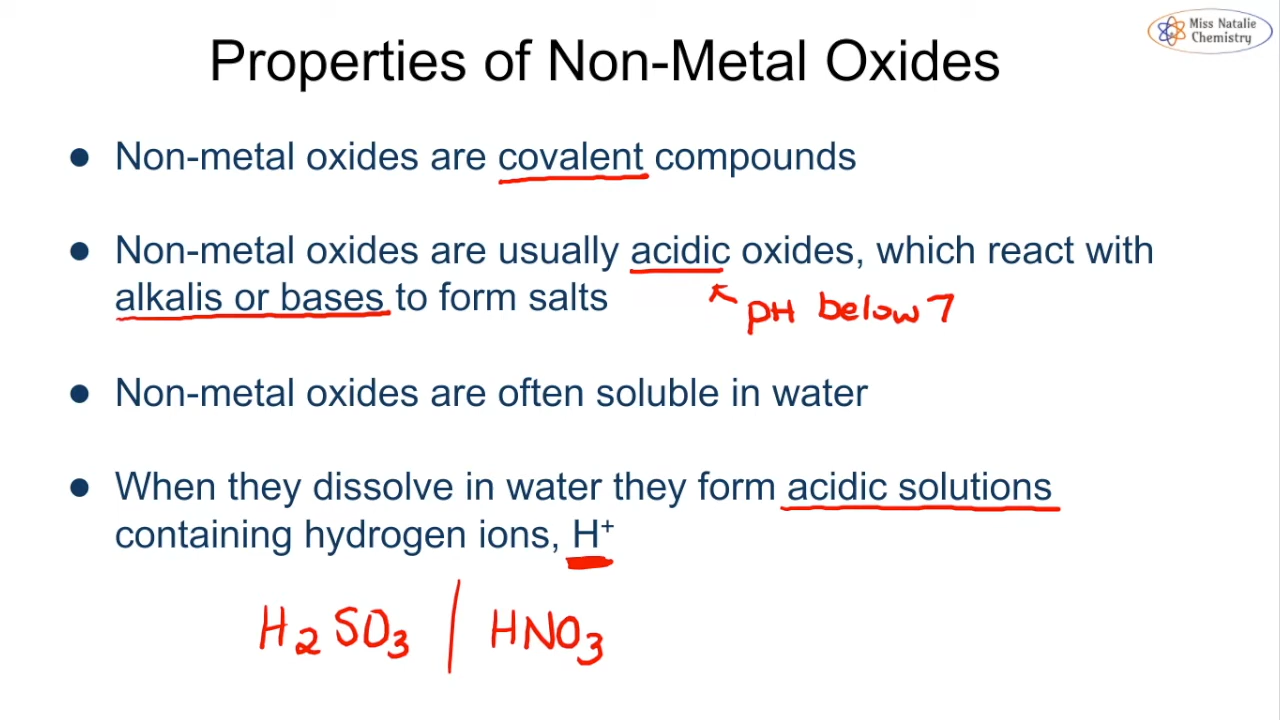 Miss Natalie
Chemistry
Properties of Non-Metal Oxides
● Non-metal oxides are covalent compounds
● Non-metal oxides are usually acidic oxides, which react with
alkalis or bases to form salts
pH below 7
● Non-metal oxides are often soluble in water
● When they dissolve in water they form acidic solutions
containing hydrogen ions, H⁺
H₂SO₃ | HNO₃